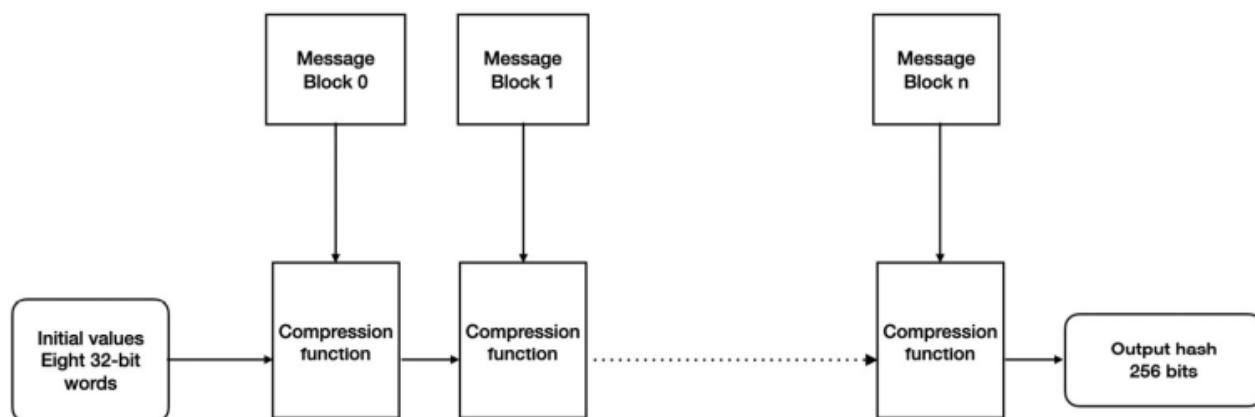 Message
Block 0
Message
Block 1
Message
Block n
Initial values
Eight 32-bit
words
Compression
function
Compression
function
Compression
function
Output hash
256 bits